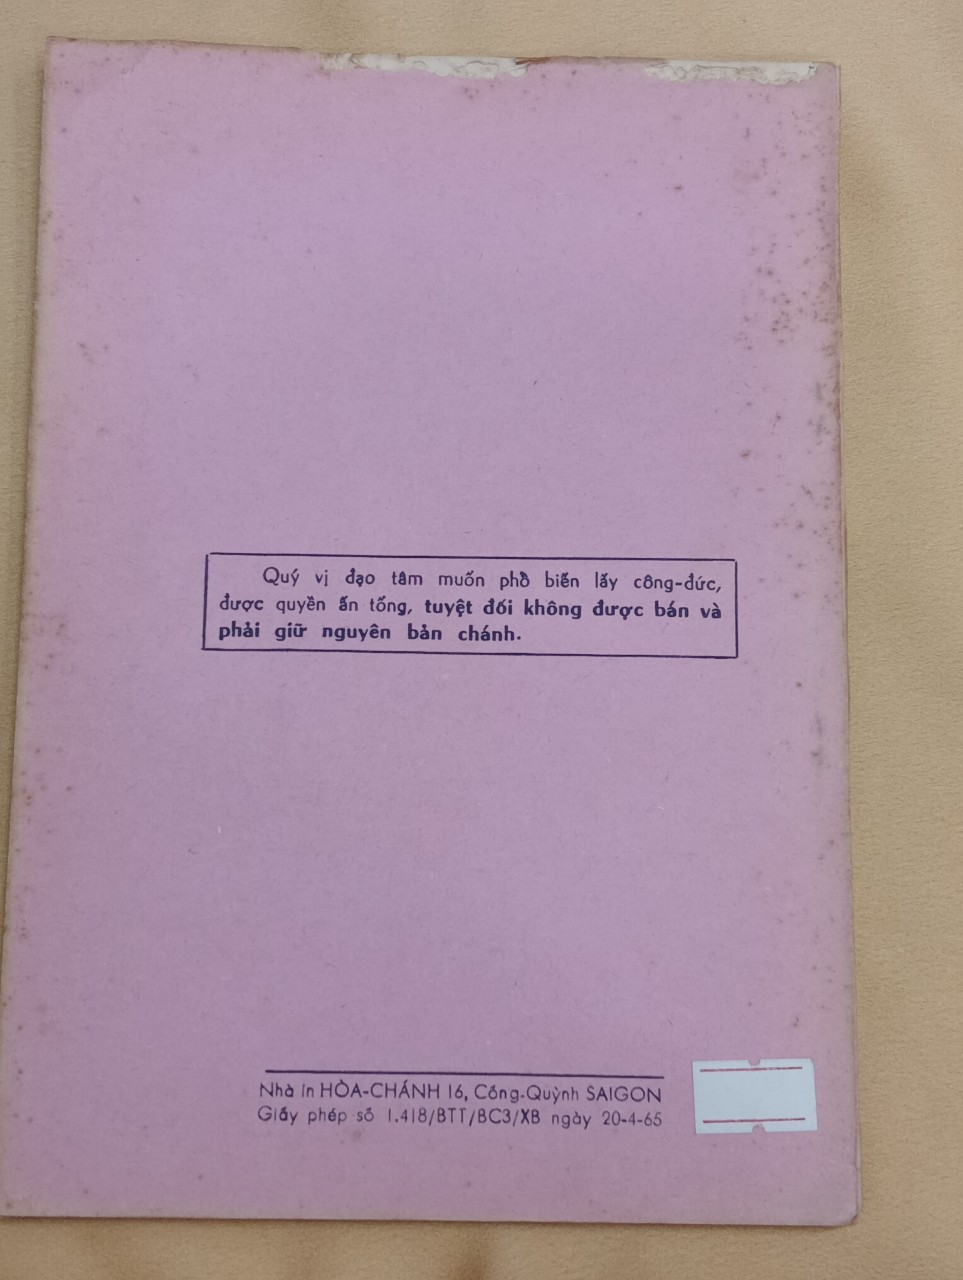 Quý vị đạo tâm muốn phổ biến lấy công-đức,
được quyền ấn tống, tuyệt đối không được bán và
phải giữ nguyên bản chánh.
Nhà in HÒA-CHÁNH 16, Cống-Quỳnh SAIGON
Giấy phép số 1.418/BTT/BC3/XB ngày 20-4-65